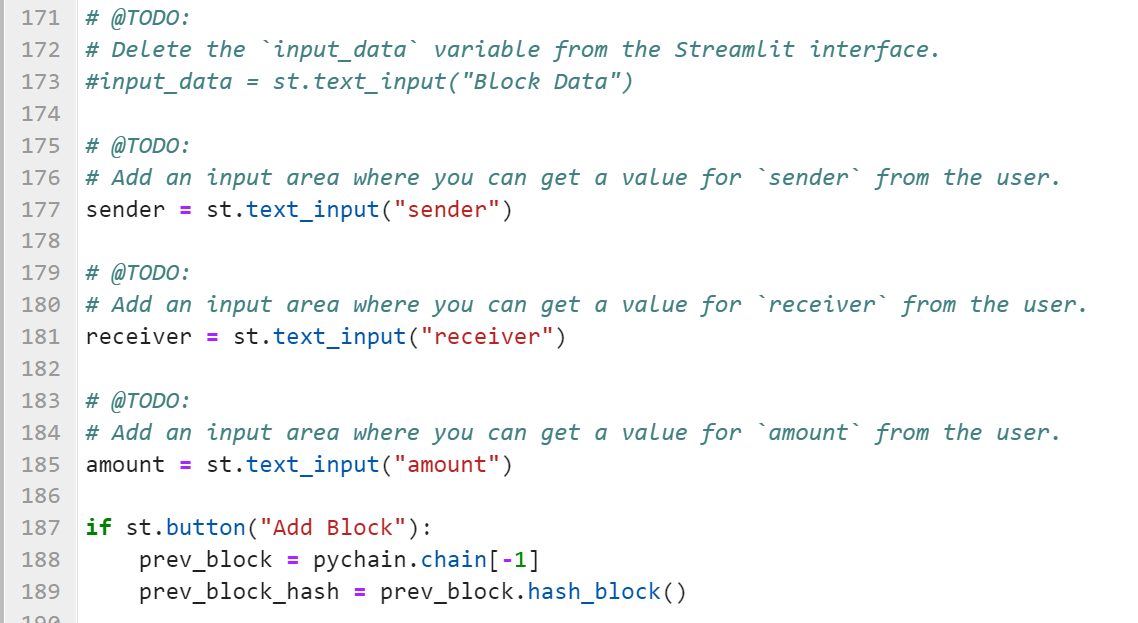 171 # @TODO:
172 # Delete the `input_data` variable from the Streamlit interface.
173 #input_data = st.text_input("Block Data")
174
175 # @TODO:
176 # Add an input area where you can get a value for `sender` from the user.
177 sender = st.text_input("sender")
178
179 # @TODO:
180 # Add an input area where you can get a value for `receiver` from the user.
181 receiver = st.text_input("receiver")
182
183 # @TODO:
184 # Add an input area where you can get a value for `amount` from the user.
185 amount = st.text_input("amount")
186
187 if st.button("Add Block"):
188     prev_block = pychain.chain[-1]
189     prev_block_hash = prev_block.hash_block()
190